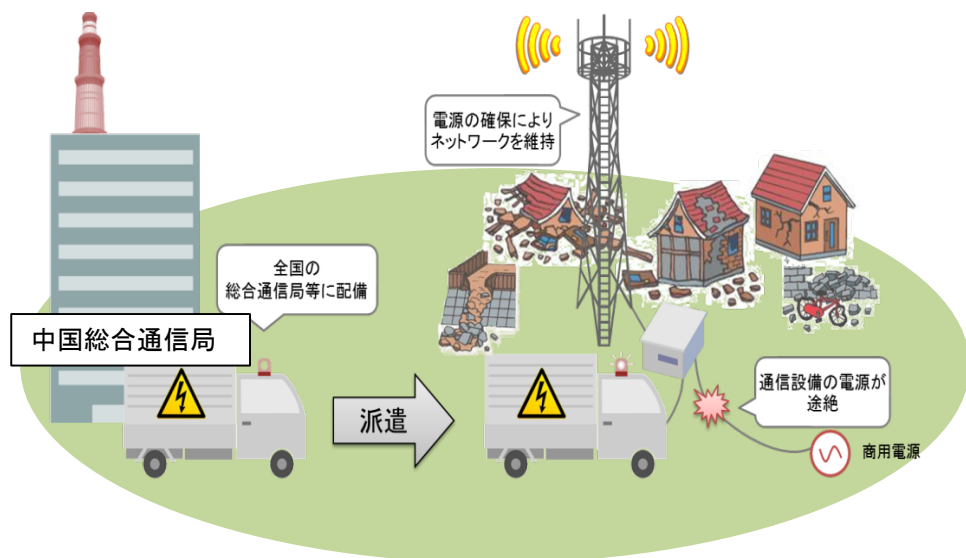 電源の確保により
ネットワークを維持
全国の
総合通信局等に配備
中国総合通信局
派遣
通信設備の電源が
途絶
商用電源